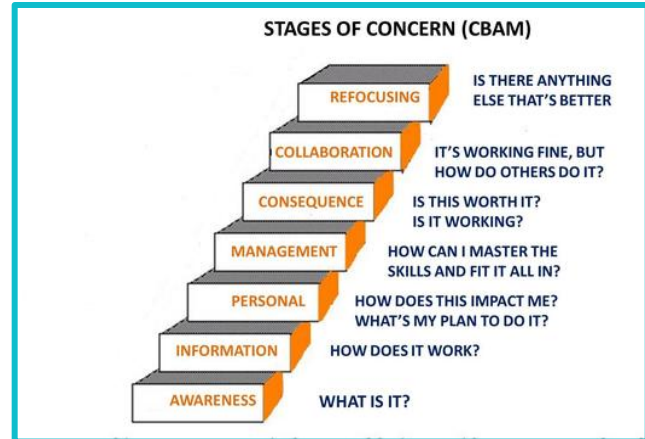 STAGES OF CONCERN (CBAM)
REFOCUSING
IS THERE ANYTHING
ELSE THAT'S BETTER
COLLABORATION
IT'S WORKING FINE, BUT
HOW DO OTHERS DO IT?
CONSEQUENCE
IS THIS WORTH IT?
IS IT WORKING?
MANAGEMENT
HOW CAN I MASTER THE
SKILLS AND FIT IT ALL IN?
PERSONAL
HOW DOES THIS IMPACT ME?
WHAT'S MY PLAN TO DO IT?
INFORMATION
HOW DOES IT WORK?
AWARENESS
WHAT IS IT?